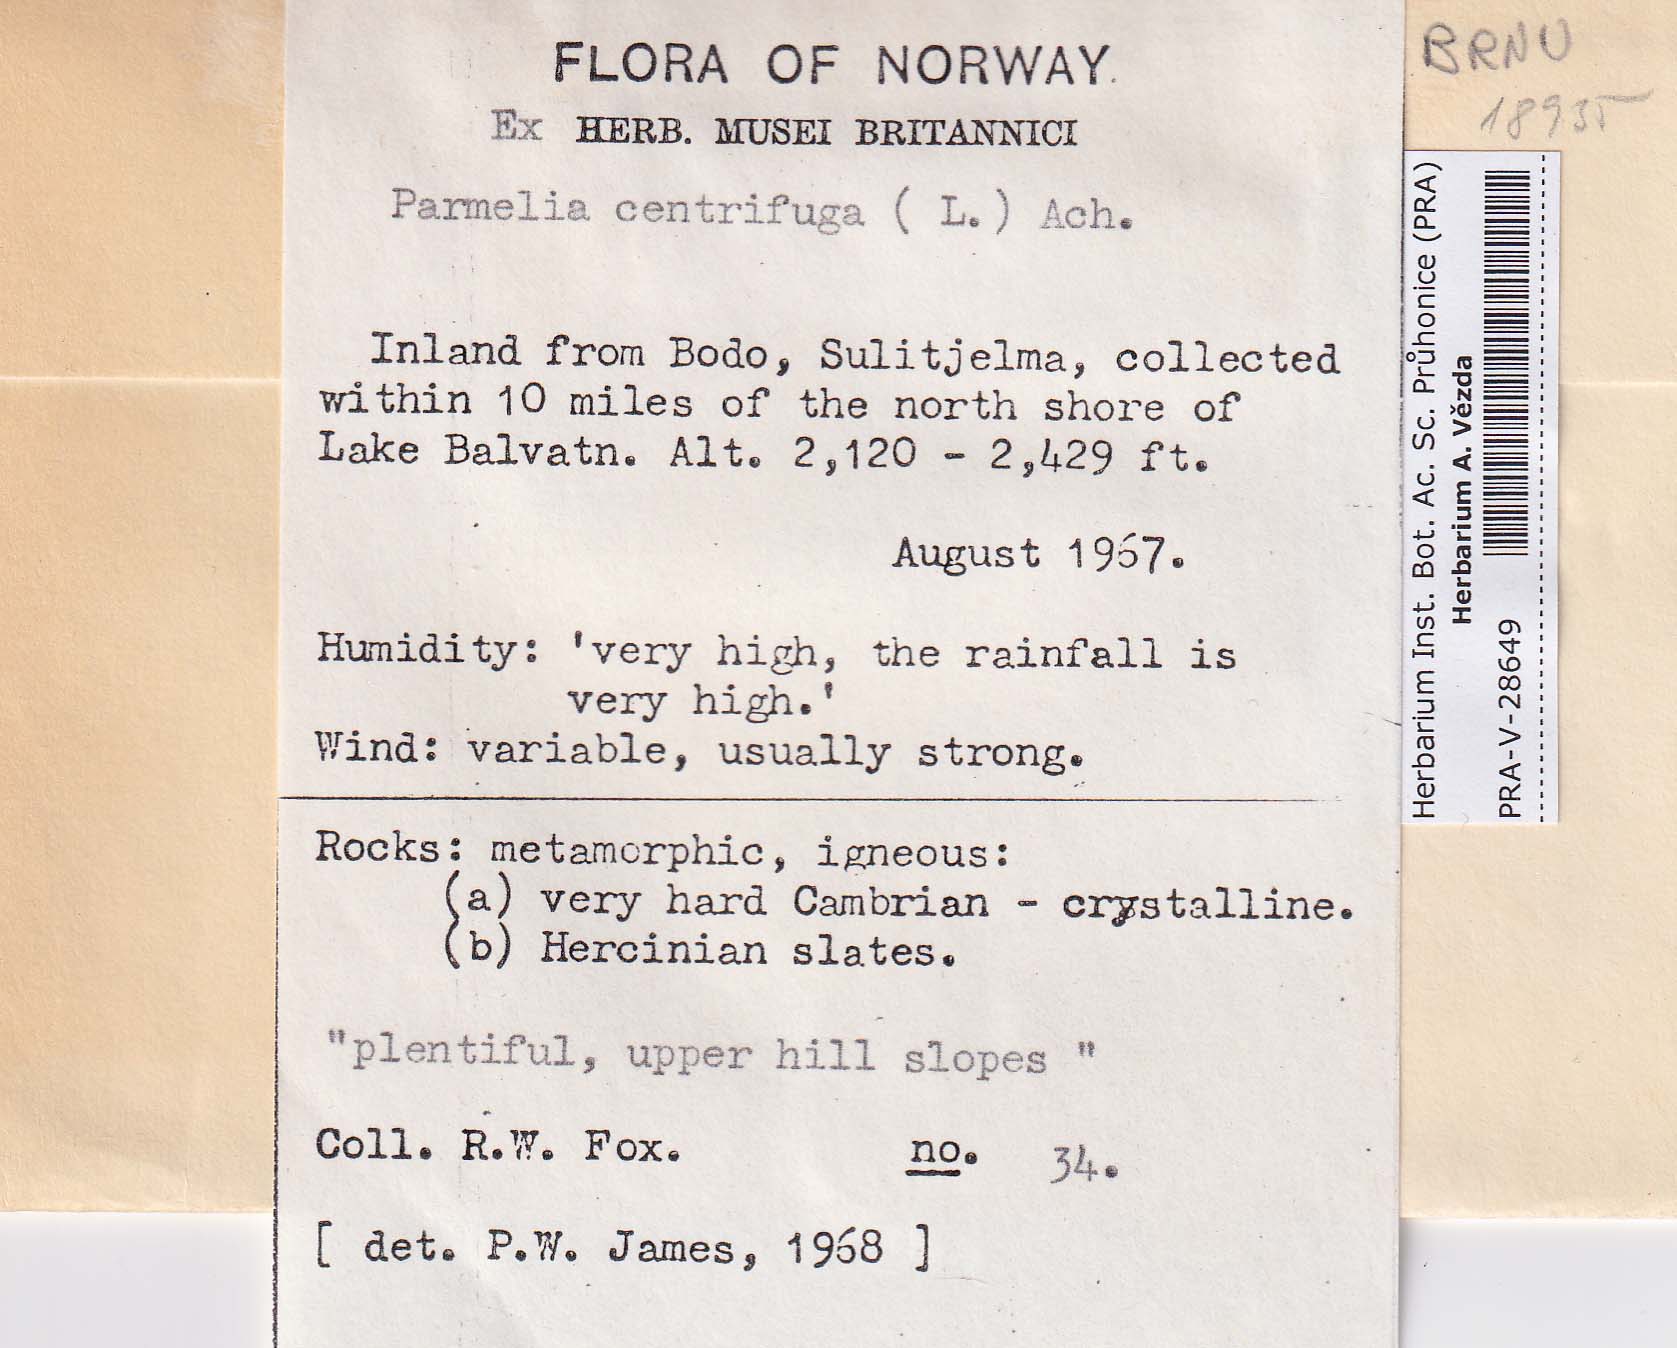 FLORA OF NORWAY.
Ex HERB. MUSEI BRITANNICI
Parmelia centrifuga ( L. ) Ach.
Inland from Bodo, Sulitjelma, collected
within 10 miles of the north shore of
Lake Balvatn. Alt. 2,120 - 2,429 ft.
August 1967.
Humidity: 'very high, the rainfall is
very high.'
Wind: variable, usually strong.
Rocks: metamorphic, igneous:
(a) very hard Cambrian - crystalline.
(b) Hercinian slates.
"plentiful, upper hill slopes "
Coll. R.W. Fox. no. 34.
[ det. P.W. James, 1968 ]
BRNU
18935
Herbarium Inst. Bot. Ac. Sc. Průhonice (PRA)
Herbarium A. Vězda
PRA-V-28649